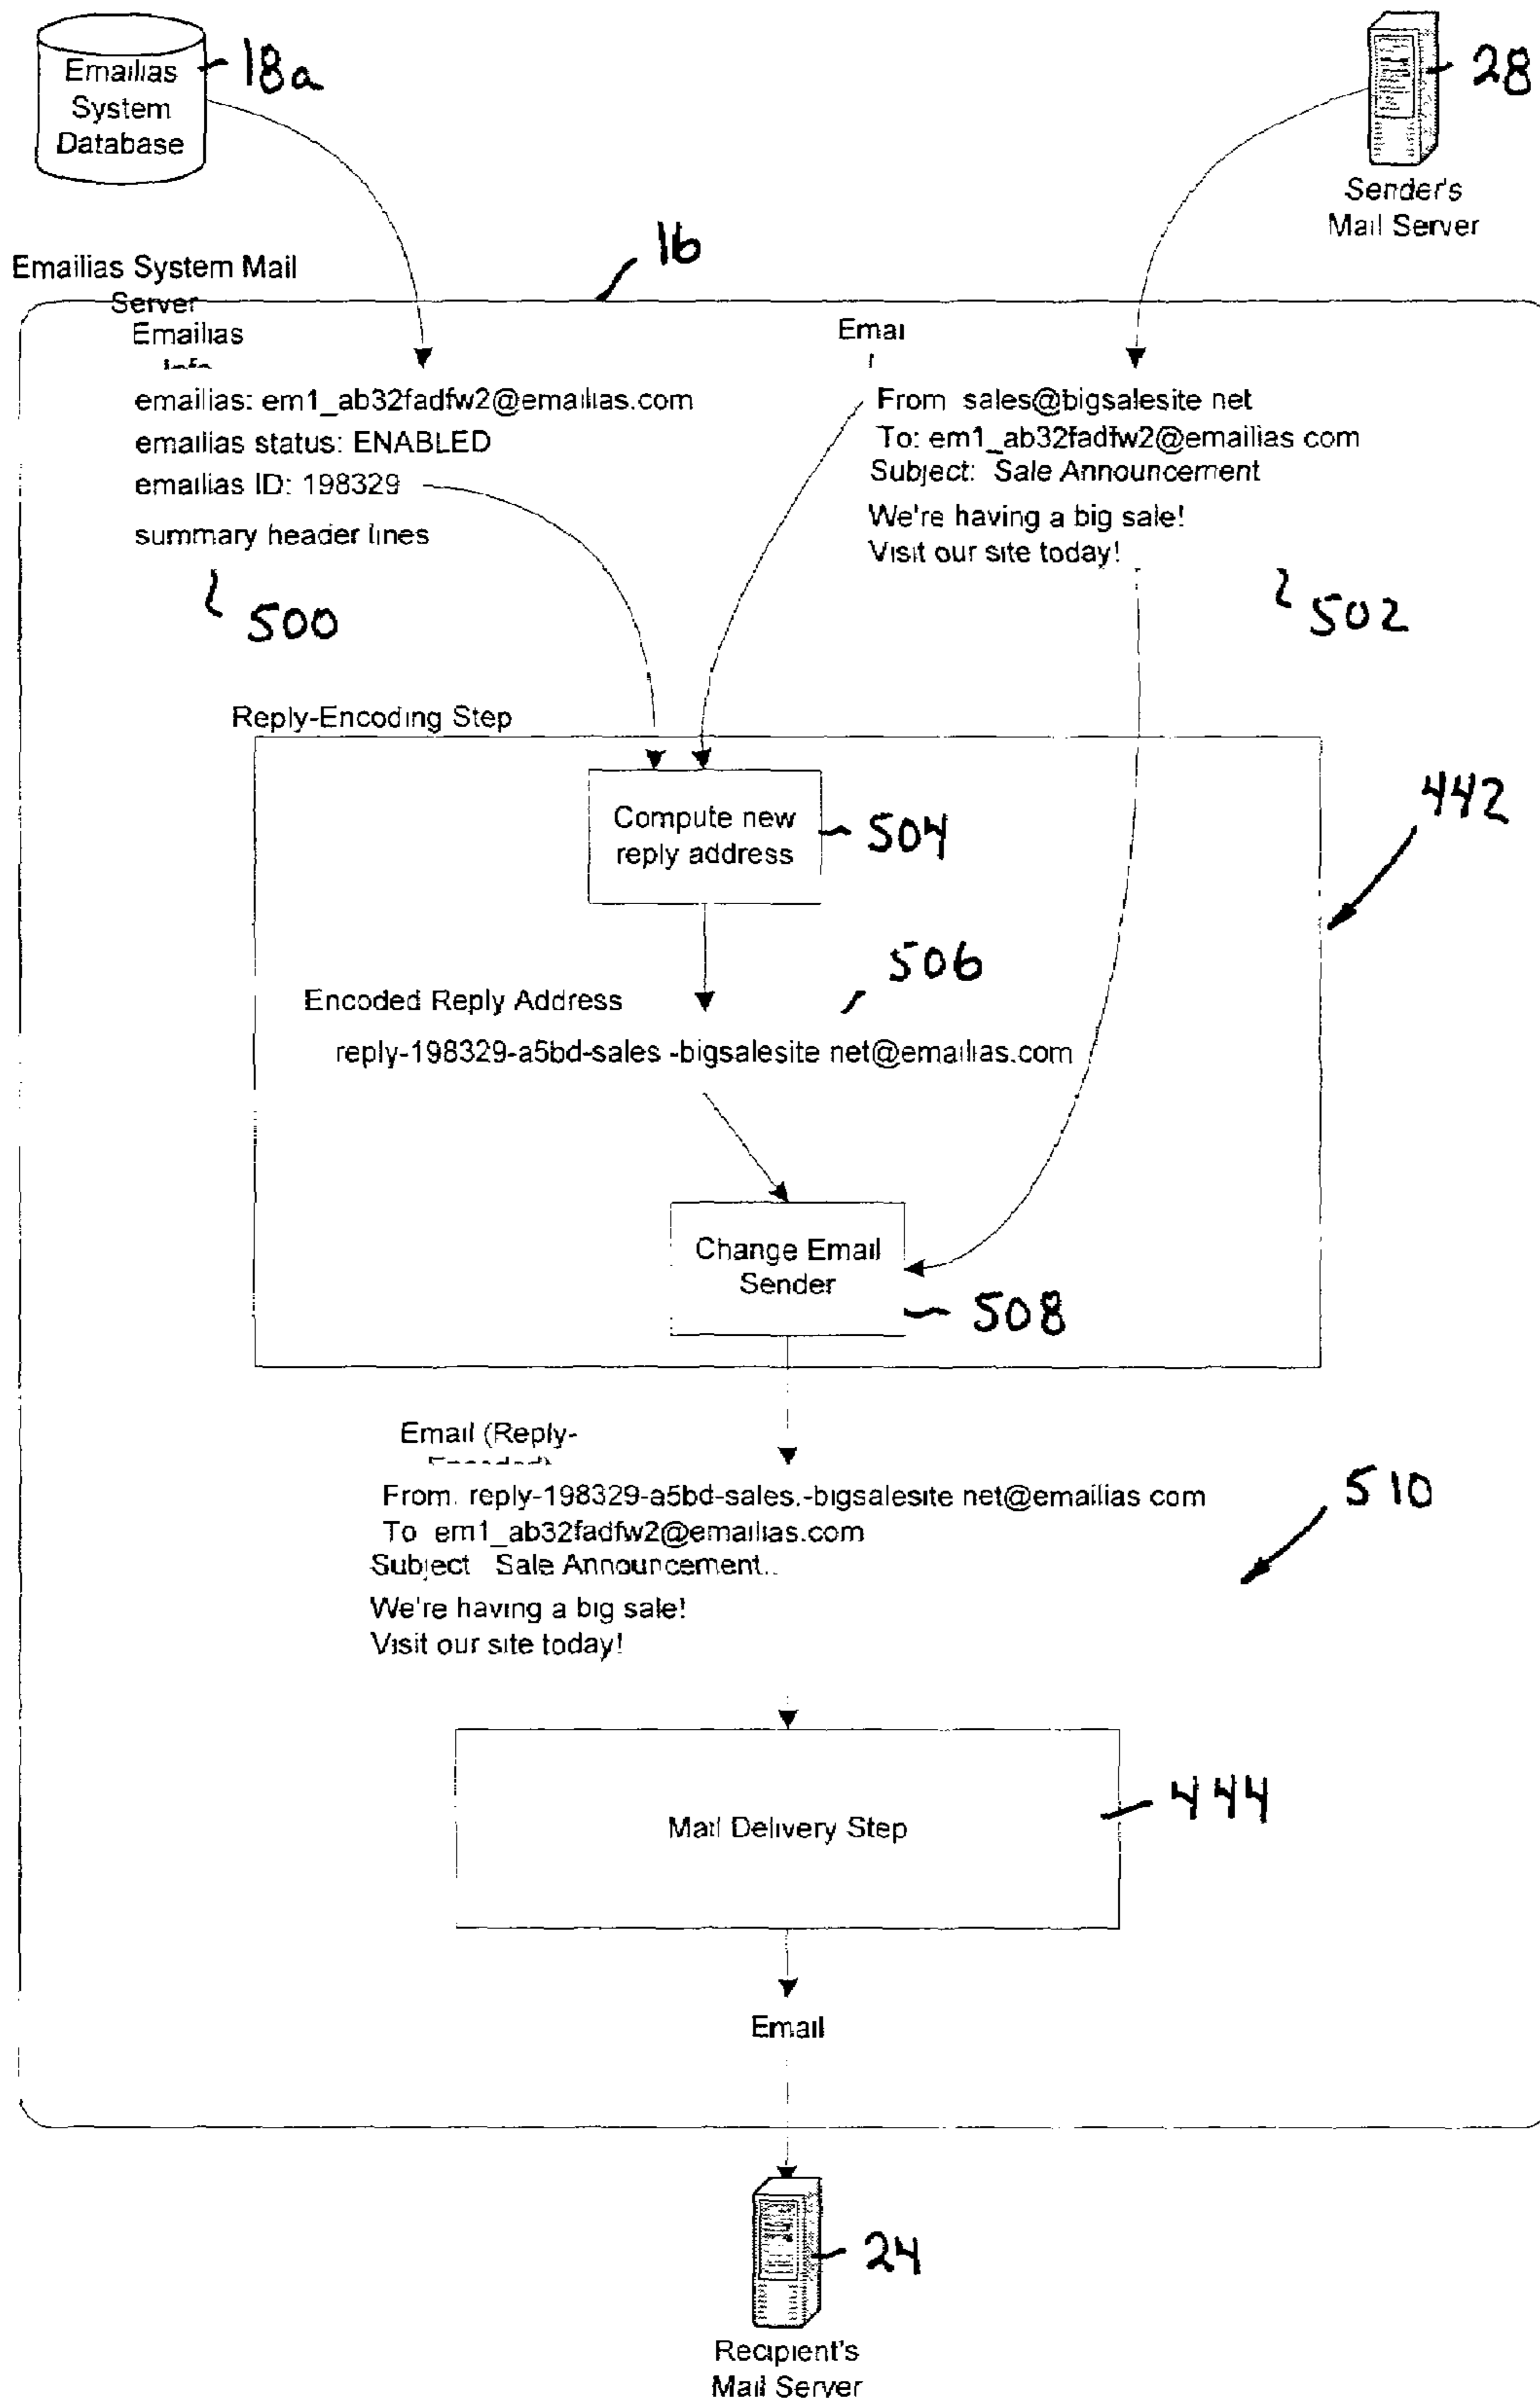 Emailias
System
Database
18a
28
Sender's
Mail Server
16
Emailias System Mail
Server
Emailias
emailias: em1_ab32fadfw2@emailias.com
emailias status: ENABLED
emailias ID: 198329
summary header lines
500
Emai
From sales@bigsalesite net
To: em1_ab32fadfw2@emailias com
Subject: Sale Announcement
We're having a big sale!
Visit our site today!
502
Reply-Encoding Step
Compute new
reply address
504
442
506
Encoded Reply Address
reply-198329-a5bd-sales -bigsalesite net@emailias.com
Change Email
Sender
508
Email (Reply-
From. reply-198329-a5bd-sales.-bigsalesite net@emailias com
To em1_ab32fadfw2@emailias.com
Subject Sale Announcement..
We're having a big sale!
Visit our site today!
510
Mail Delivery Step
444
Email
24
Recipient's
Mail Server